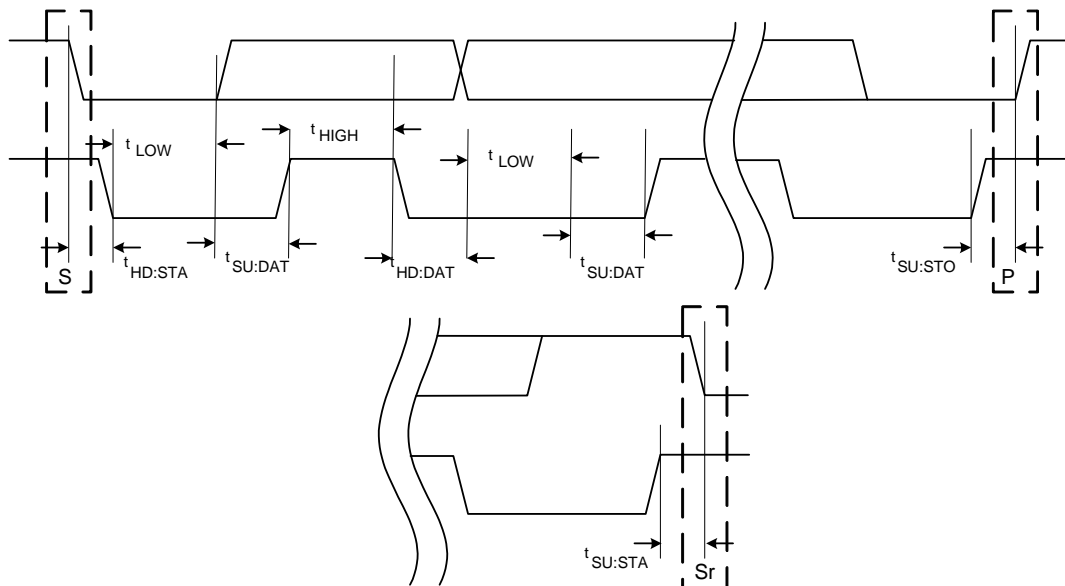 t HIGH
t LOW
t LOW
t HD:STA
t SU:DAT
t HD:DAT
t SU:DAT
t SU:STO
S
P
t SU:STA
Sr